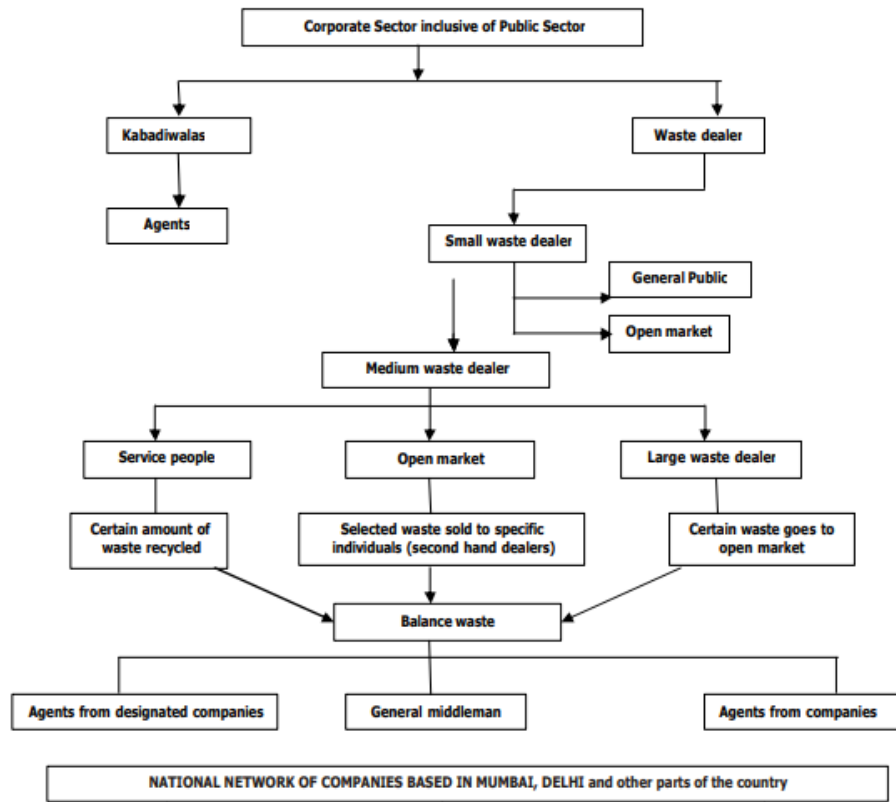 Corporate Sector inclusive of Public Sector
Kabadiwalas
Waste dealer
Agents
Small waste dealer
General Public
Open market
Medium waste dealer
Service people
Open market
Large waste dealer
Certain amount of
waste recycled
Selected waste sold to specific
individuals (second hand dealers)
Certain waste goes to
open market
Balance waste
Agents from designated companies
General middleman
Agents from companies
NATIONAL NETWORK OF COMPANIES BASED IN MUMBAI, DELHI and other parts of the country